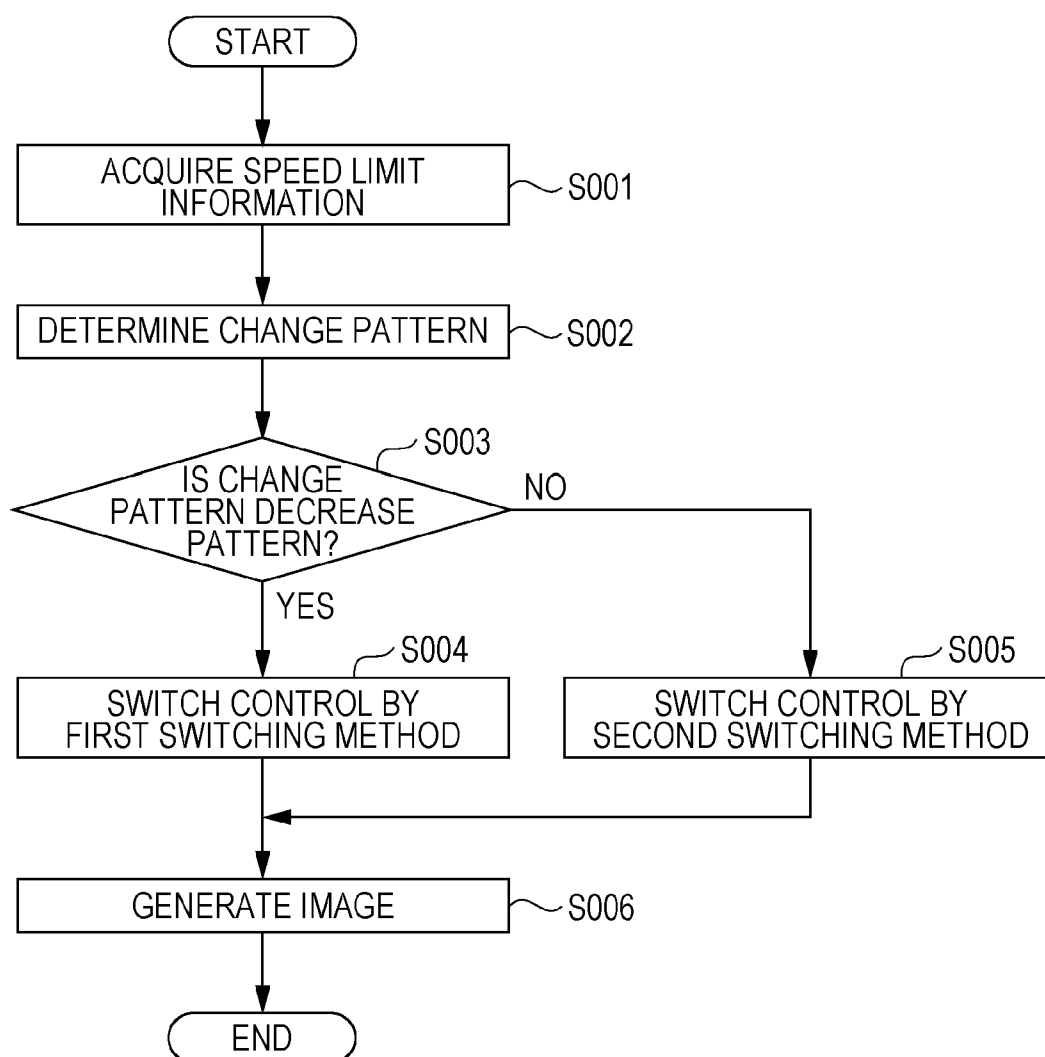 START
ACQUIRE SPEED LIMIT
INFORMATION
S001
DETERMINE CHANGE PATTERN
S002
S003
IS CHANGE
PATTERN DECREASE
PATTERN?
NO
YES
S004
SWITCH CONTROL BY
FIRST SWITCHING METHOD
S005
SWITCH CONTROL BY
SECOND SWITCHING METHOD
GENERATE IMAGE
S006
END